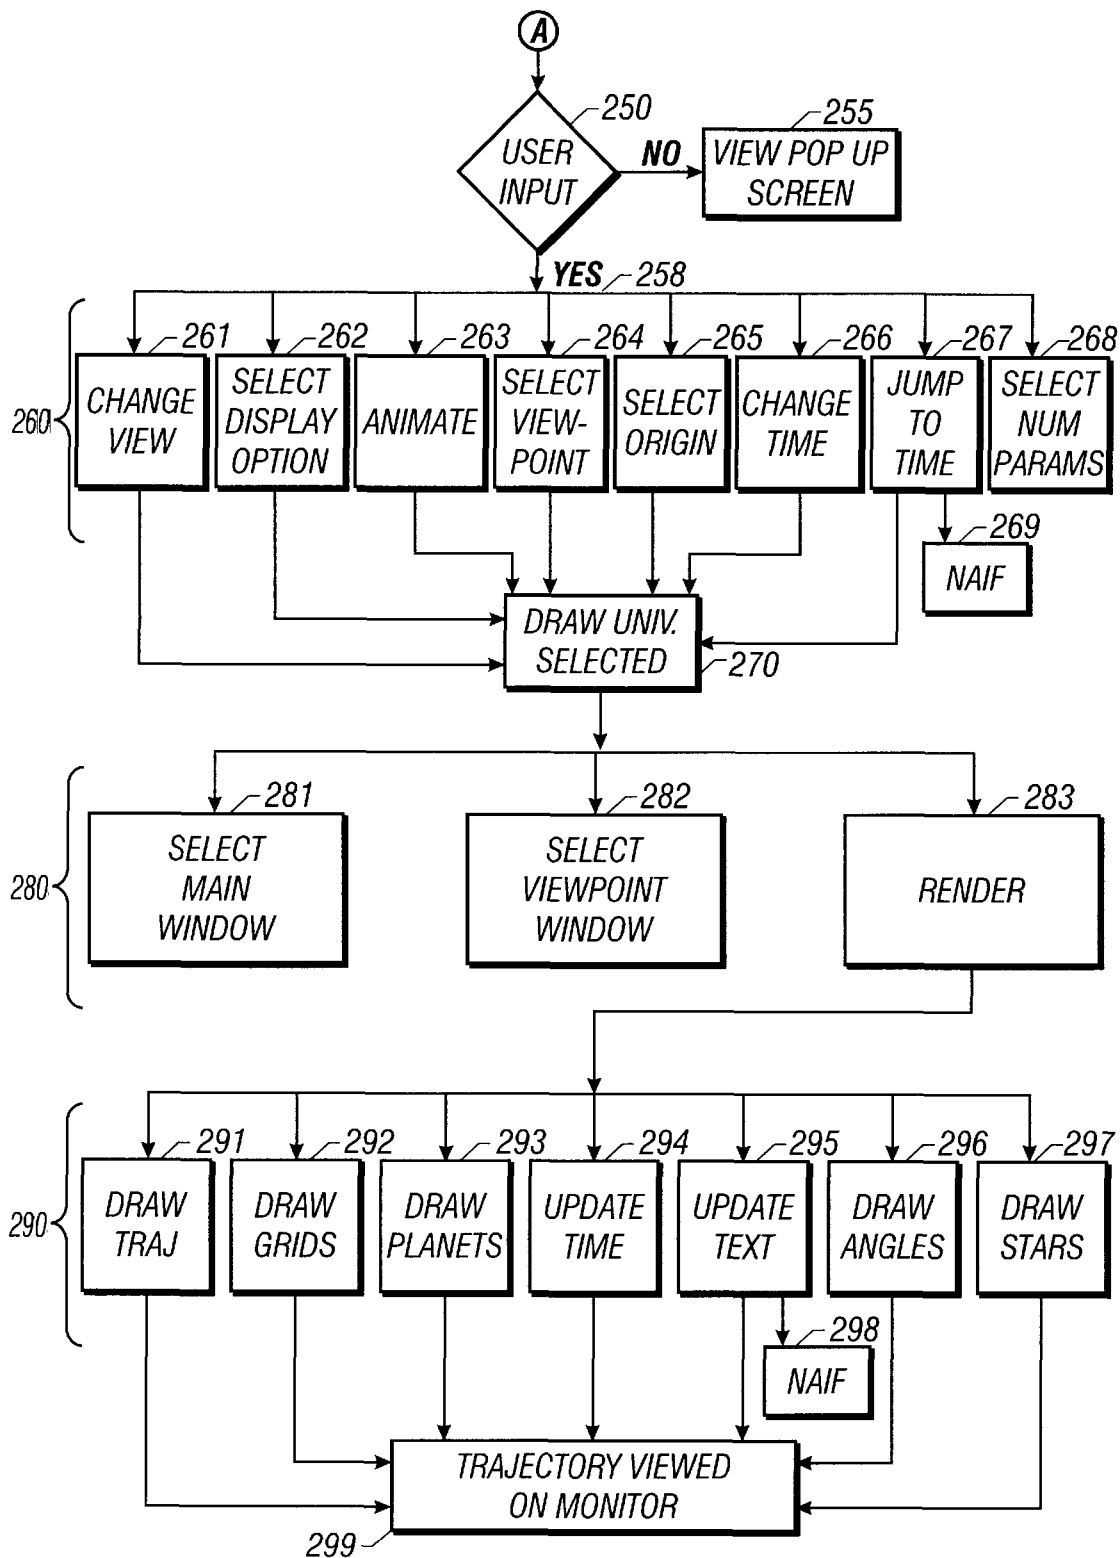 A
250
255
USER
INPUT
NO
VIEW POP UP
SCREEN
YES
258
260
261
262
263
264
265
266
267
268
CHANGE
VIEW
SELECT
DISPLAY
OPTION
ANIMATE
SELECT
VIEW-
POINT
SELECT
ORIGIN
CHANGE
TIME
JUMP
TO
TIME
SELECT
NUM
PARAMS
269
NAIF
DRAW UNIV.
SELECTED
270
280
281
282
283
SELECT
MAIN
WINDOW
SELECT
VIEWPOINT
WINDOW
RENDER
290
291
292
293
294
295
296
297
DRAW
TRAJ
DRAW
GRIDS
DRAW
PLANETS
UPDATE
TIME
UPDATE
TEXT
DRAW
ANGLES
DRAW
STARS
298
NAIF
TRAJECTORY VIEWED
ON MONITOR
299